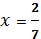 x = 2/7